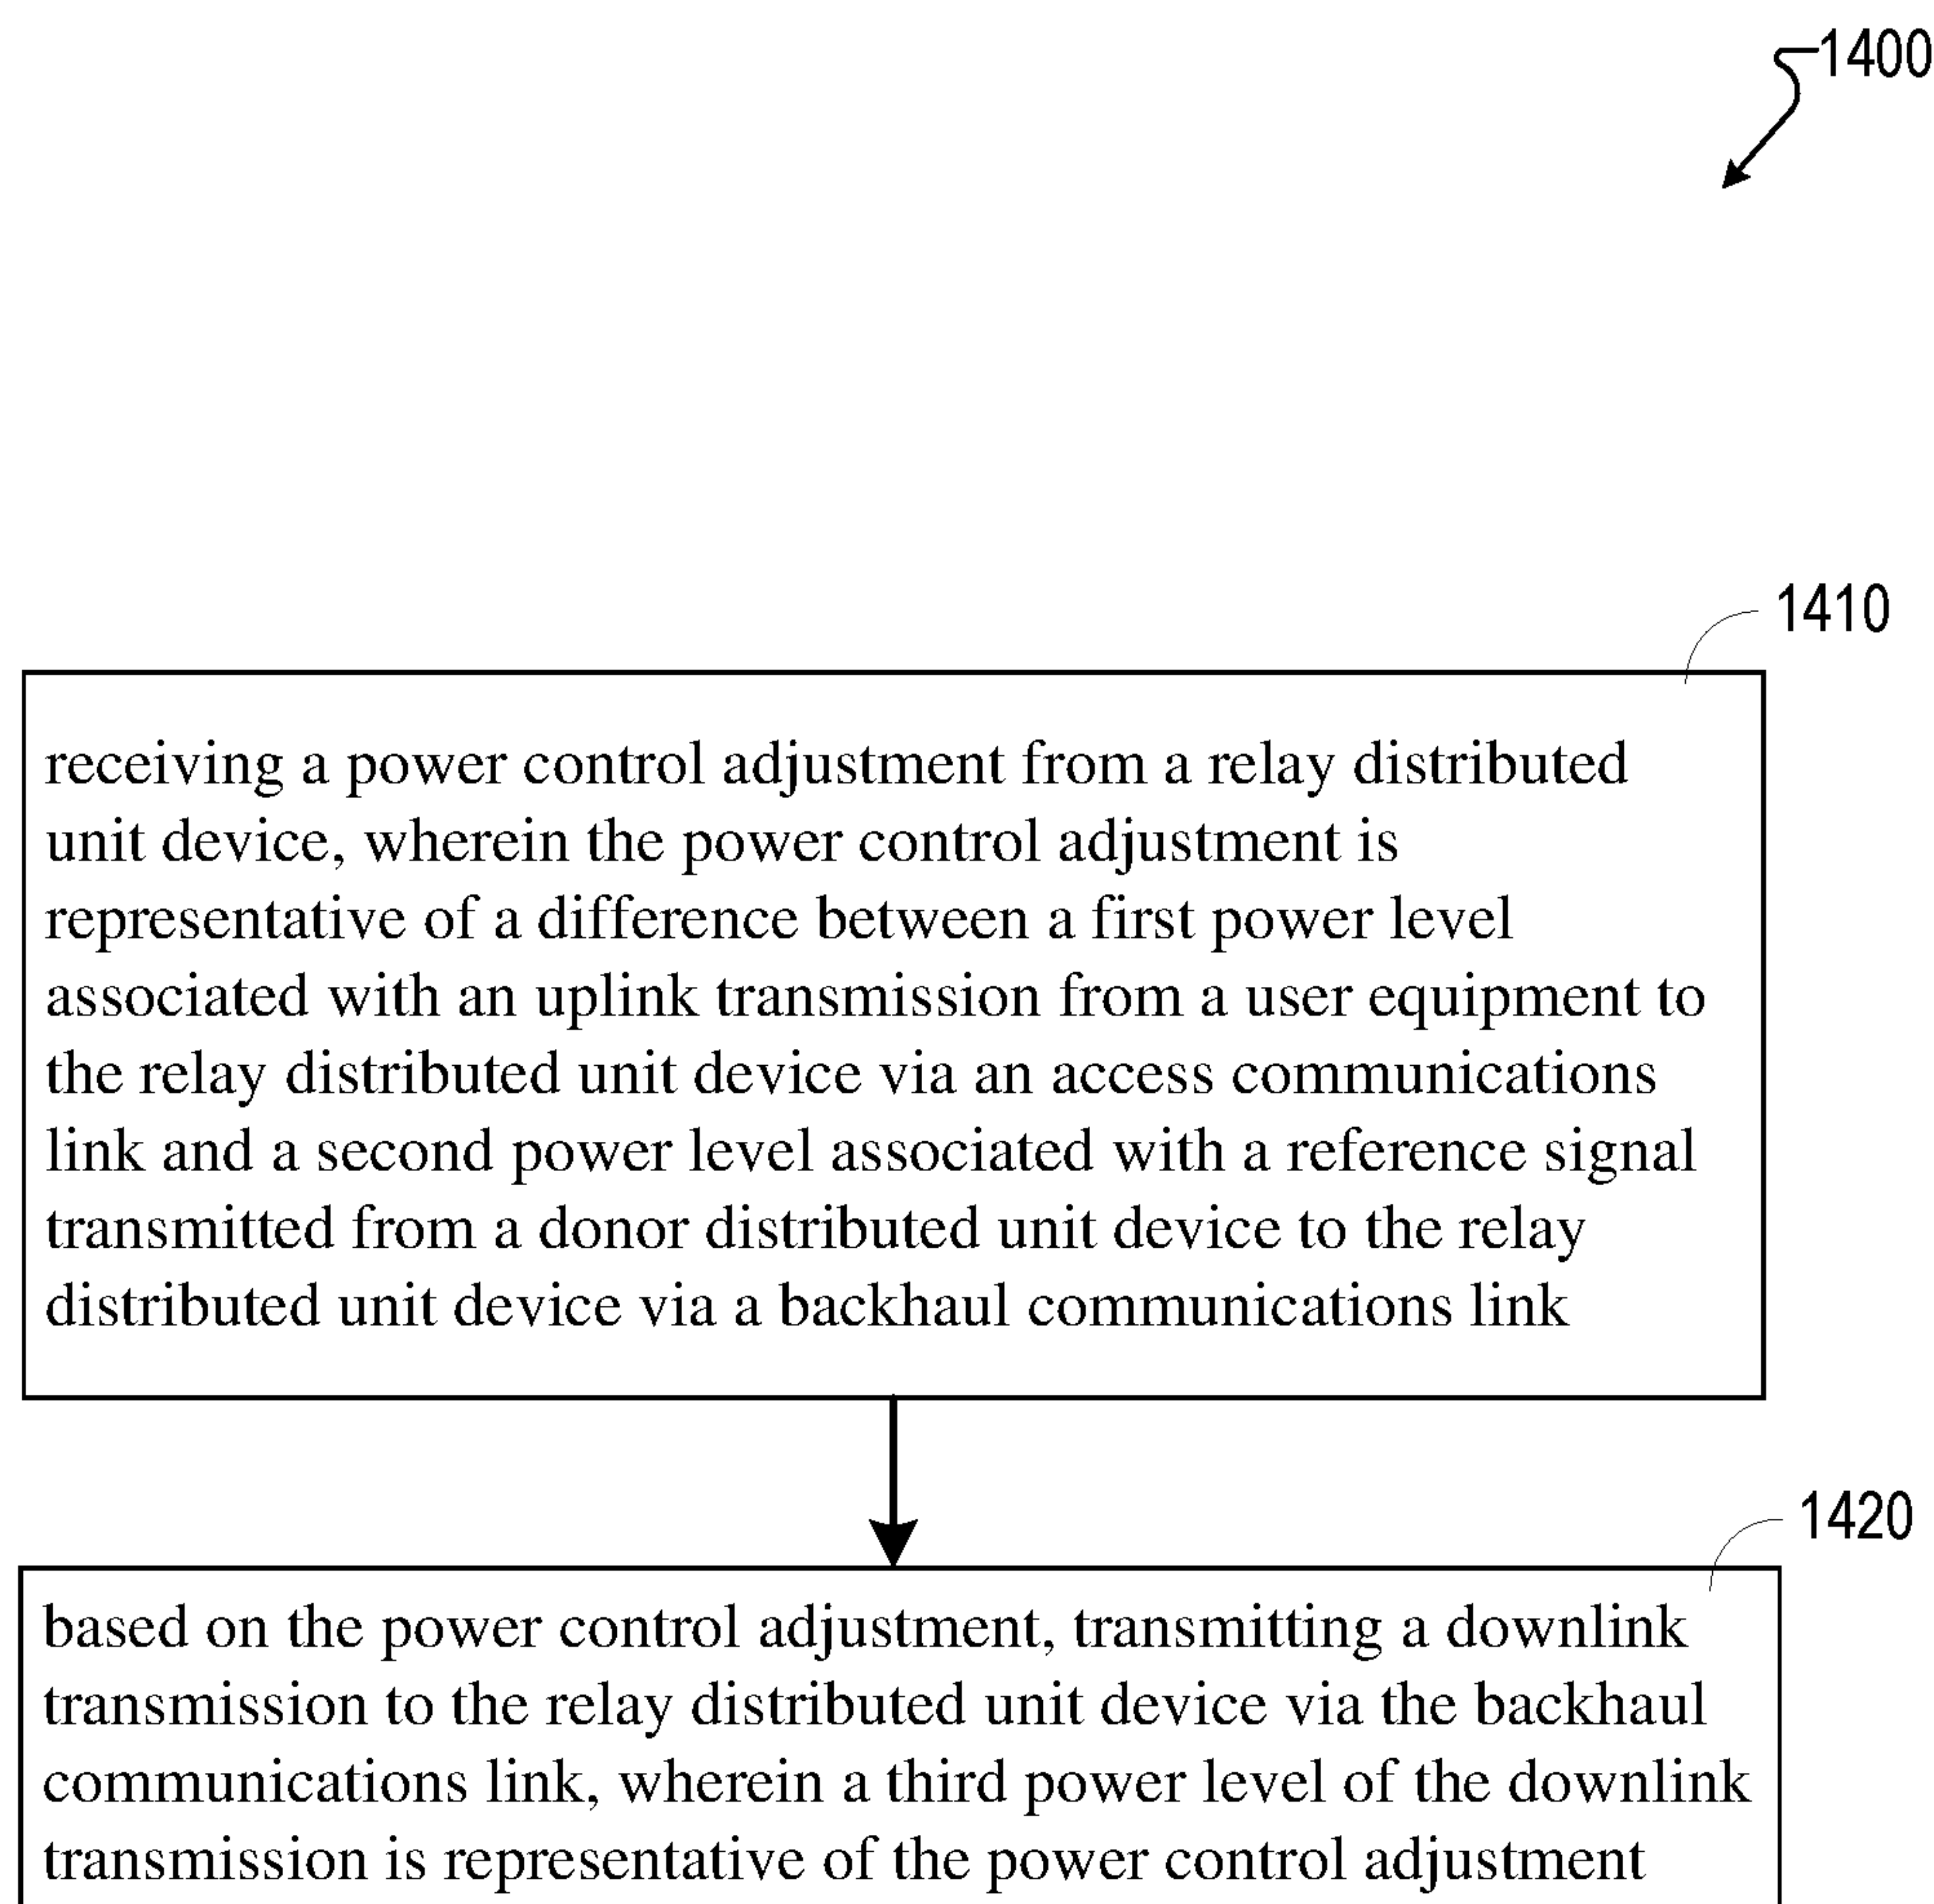 1400
1410
receiving a power control adjustment from a relay distributed
unit device, wherein the power control adjustment is
representative of a difference between a first power level
associated with an uplink transmission from a user equipment to
the relay distributed unit device via an access communications
link and a second power level associated with a reference signal
transmitted from a donor distributed unit device to the relay
distributed unit device via a backhaul communications link
1420
based on the power control adjustment, transmitting a downlink
transmission to the relay distributed unit device via the backhaul
communications link, wherein a third power level of the downlink
transmission is representative of the power control adjustment